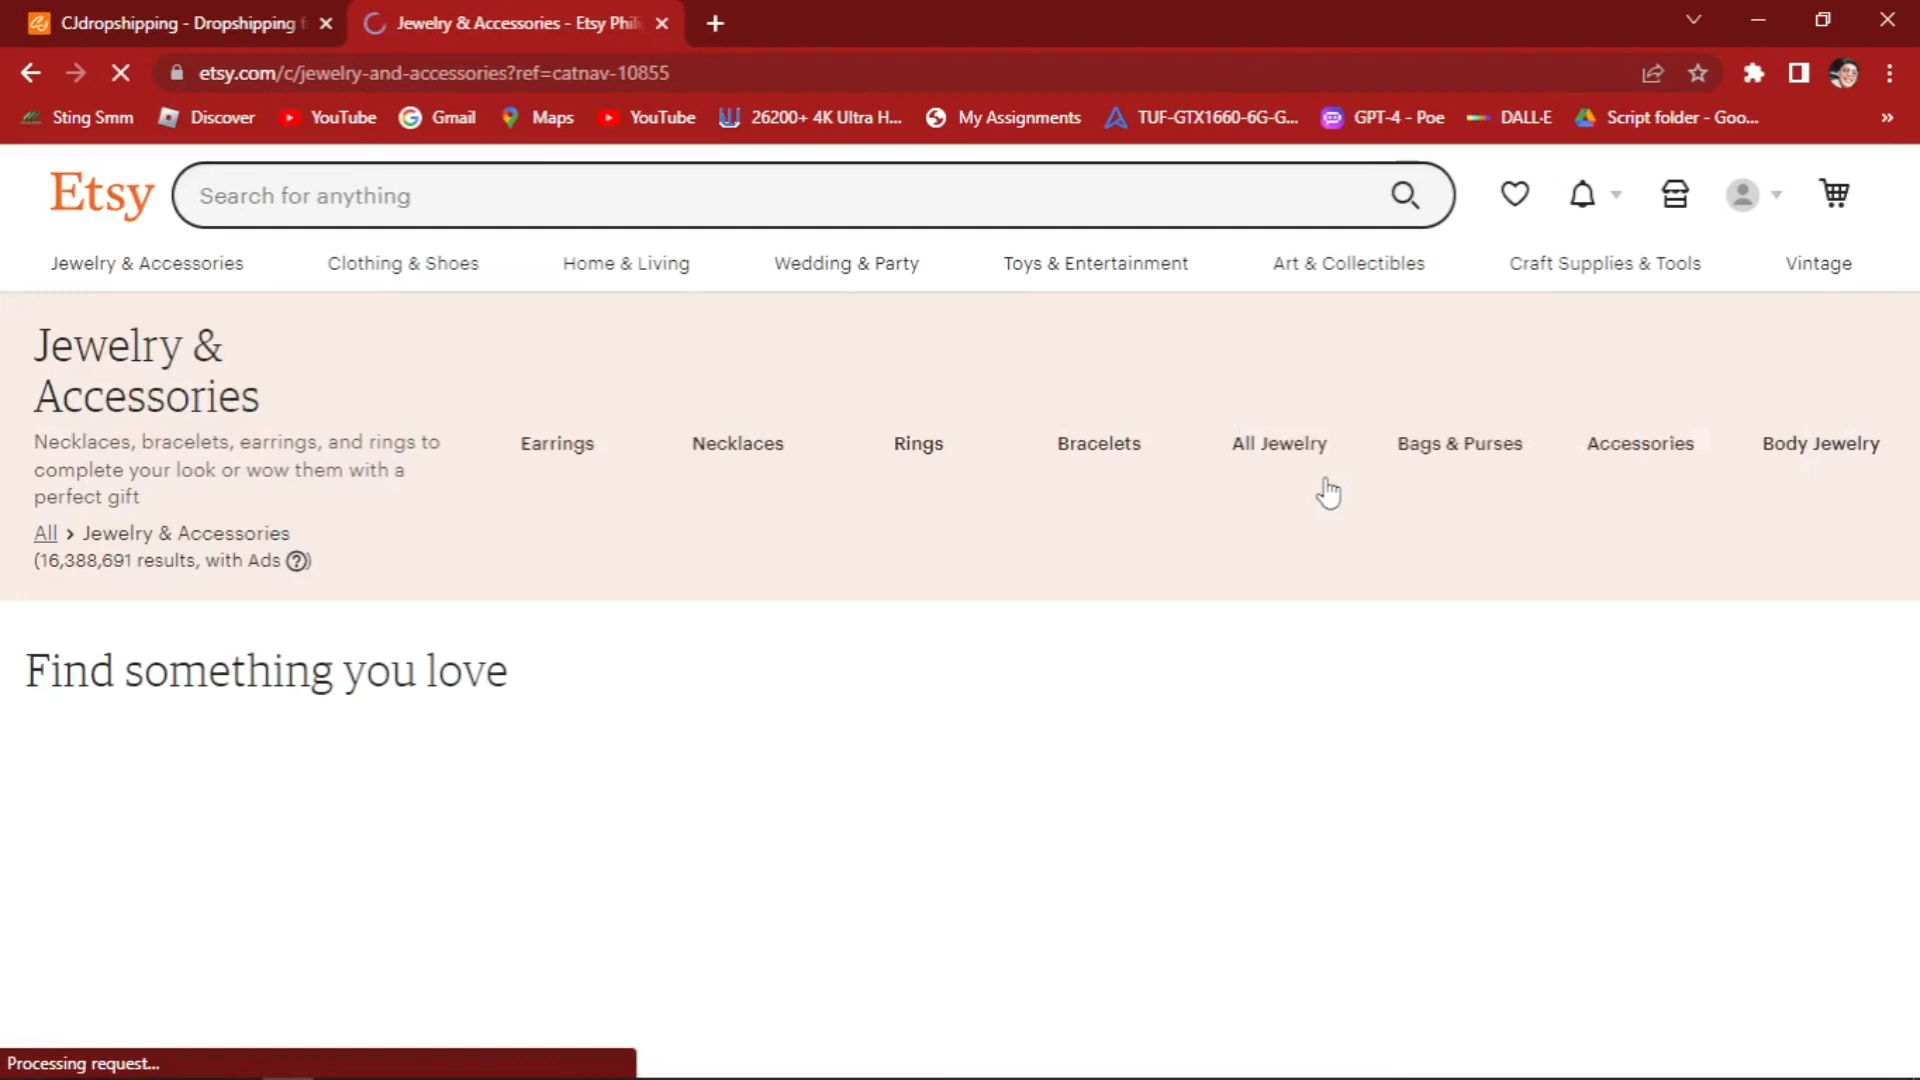 CJdropshipping - Dropshipping
Jewelry & Accessories - Etsy Phili
etsy.com/c/jewelry-and-accessories?ref=catnav-10855
Sting Smm Discover YouTube Gmail Maps YouTube 26200+ 4K Ultra H... My Assignments TUF-GTX1660-6G-G... GPT-4 - Poe DALL·E Script folder - Goo... »
Etsy
Search for anything
Jewelry & Accessories Clothing & Shoes Home & Living Wedding & Party Toys & Entertainment Art & Collectibles Craft Supplies & Tools Vintage
Jewelry &
Accessories
Necklaces, bracelets, earrings, and rings to
complete your look or wow them with a
perfect gift
All > Jewelry & Accessories
(16,388,691 results, with Ads ?)
Earrings Necklaces Rings Bracelets All Jewelry Bags & Purses Accessories Body Jewelry
Find something you love
Processing request...